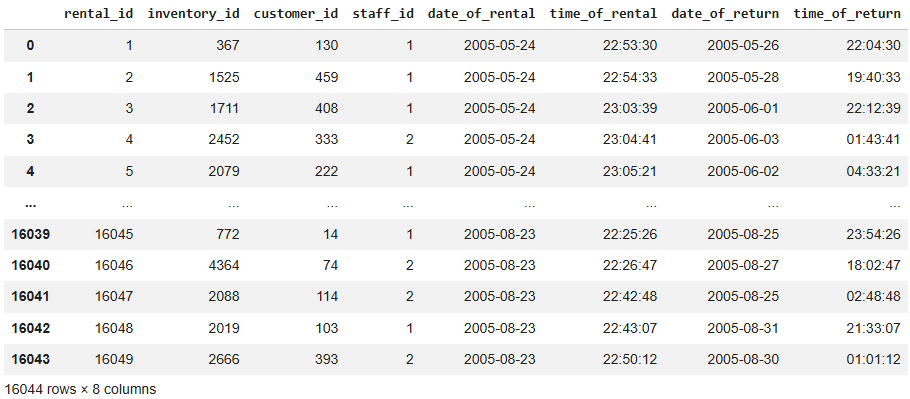 rental_id inventory_id customer_id staff_id date_of_rental time_of_rental date_of_return time_of_return
0 1 367 130 1 2005-05-24 22:53:30 2005-05-26 22:04:30
1 2 1525 459 1 2005-05-24 22:54:33 2005-05-28 19:40:33
2 3 1711 408 1 2005-05-24 23:03:39 2005-06-01 22:12:39
3 4 2452 333 2 2005-05-24 23:04:41 2005-06-03 01:43:41
4 5 2079 222 1 2005-05-24 23:05:21 2005-06-02 04:33:21
... ... ... ... ... ... ... ... ...
16039 16045 772 14 1 2005-08-23 22:25:26 2005-08-25 23:54:26
16040 16046 4364 74 2 2005-08-23 22:26:47 2005-08-27 18:02:47
16041 16047 2088 114 2 2005-08-23 22:42:48 2005-08-25 02:48:48
16042 16048 2019 103 1 2005-08-23 22:43:07 2005-08-31 21:33:07
16043 16049 2666 393 2 2005-08-23 22:50:12 2005-08-30 01:01:12
16044 rows × 8 columns